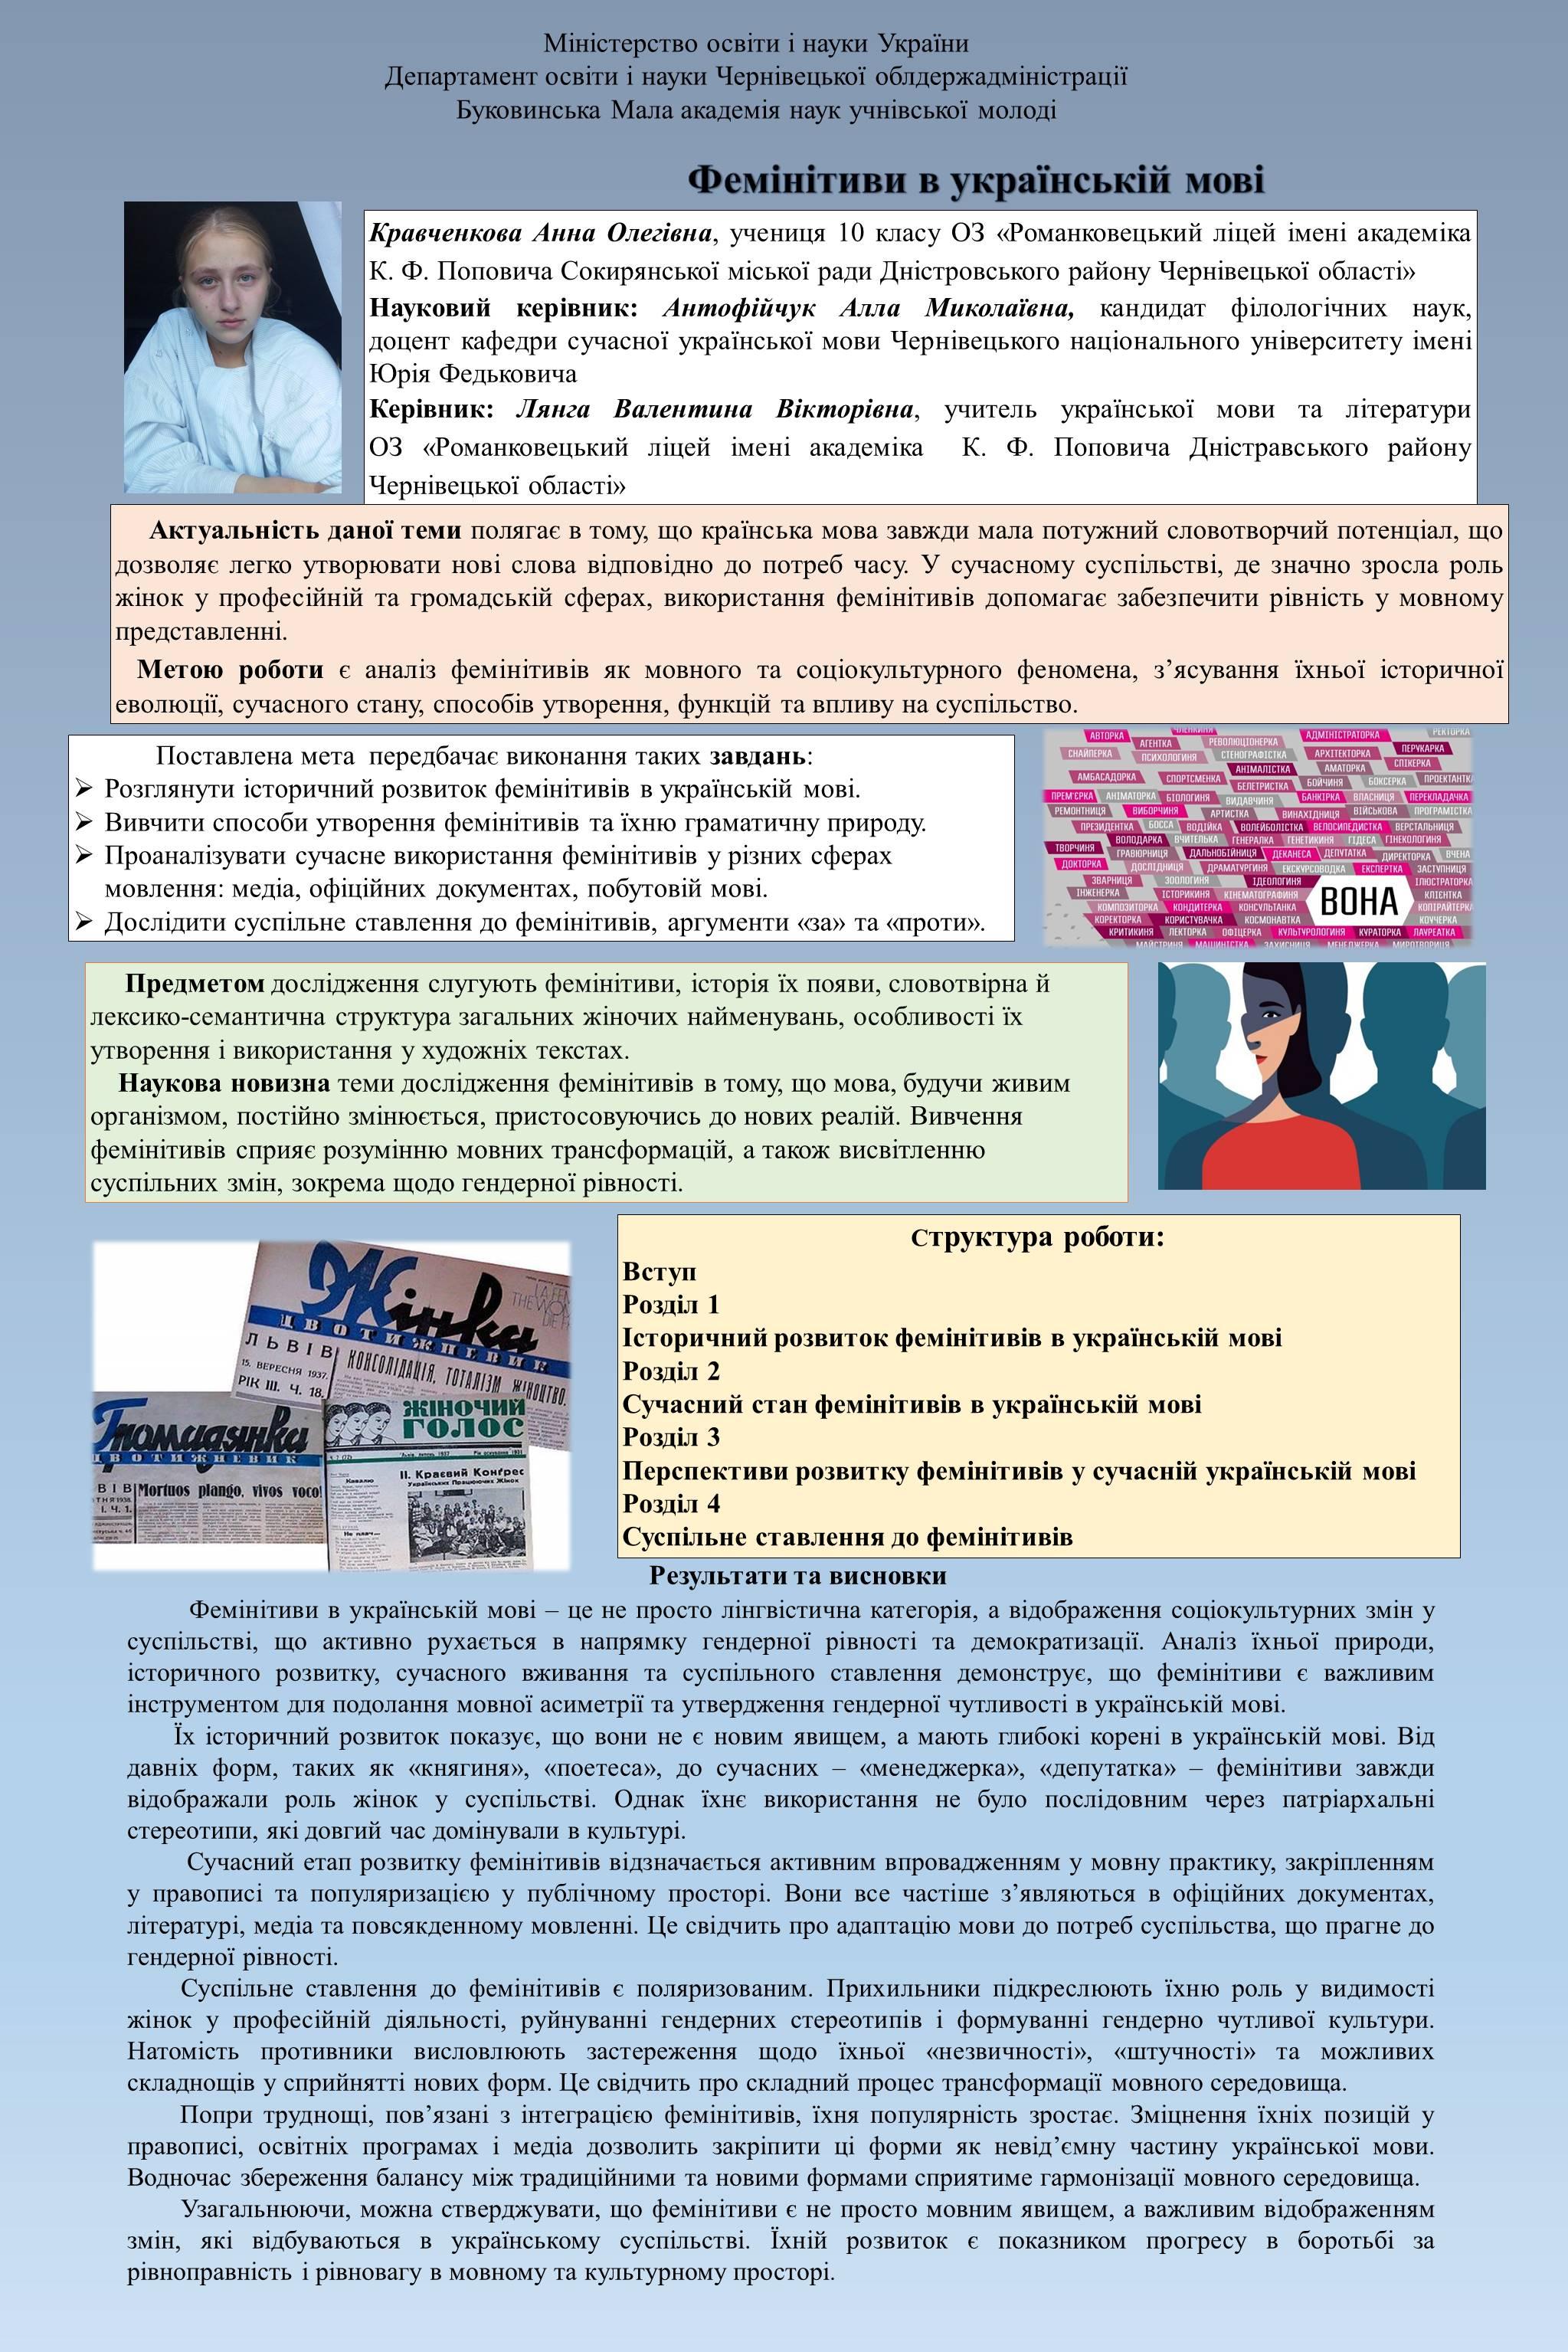 Міністерство освіти і науки України
Департамент освіти і науки Чернівецької облдержадміністрації
Буковинська Мала академія наук учнівської молоді
Фемінітиви в українській мові
Кравченкова Анна Олегівна, учениця 10 класу ОЗ «Романковецький ліцей імені академіка
К. Ф. Поповича Сокирянської міської ради Дністровського району Чернівецької області»
Науковий керівник: Антофійчук Алла Миколаївна, кандидат філологічних наук,
доцент кафедри сучасної української мови Чернівецького національного університету імені
Юрія Федьковича
Керівник: Лянга Валентина Вікторівна, учитель української мови та літератури
ОЗ «Романковецький ліцей імені академіка К. Ф. Поповича Дністравського району
Чернівецької області»
Актуальність даної теми полягає в тому, що країнська мова завжди мала потужний словотворчий потенціал, що
дозволяє легко утворювати нові слова відповідно до потреб часу. У сучасному суспільстві, де значно зросла роль
жінок у професійній та громадській сферах, використання фемінітивів допомагає забезпечити рівність у мовному
представленні.
Метою роботи є аналіз фемінітивів як мовного та соціокультурного феномена, з’ясування їхньої історичної
еволюції, сучасного стану, способів утворення, функцій та впливу на суспільство.
Поставлена мета передбачає виконання таких завдань:
➢ Розглянути історичний розвиток фемінітивів в українській мові.
➢ Вивчити способи утворення фемінітивів та їхню граматичну природу.
➢ Проаналізувати сучасне використання фемінітивів у різних сферах
мовлення: медіа, офіційних документах, побутовій мові.
➢ Дослідити суспільне ставлення до фемінітивів, аргументи «за» та «проти».
АВТОРКА АДМІНІСТРАТОРКА РЕКТОРКА
АГЕНТКА РЕВОЛЮЦІОНЕРКА ПЕРУКАРКА
СНАЙПЕРКА ПСИХОЛОГИНЯ СТЕНОГРАФІСТКА АРХІТЕКТОРКА СПІКЕРКА
АНІМАЛІСТКА АМАТОРКА
АМБАСАДОРКА СПОРТСМЕНКА БЕЛЕТРИСТКА БОЙЧИНЯ БОКСЕРКА ПРОЕКТАНТКА
ПРЕМ'ЄРКА АНІМАТОРКА БІОЛОГИНЯ ВИДАВЧИНЯ БАНКІРКА ВЛАСНИЦЯ ПЕРЕКЛАДАЧКА
РЕМОНТНИЦЯ ВИБОРЧИНЯ АРТИСТКА ВИНАХІДНИЦЯ ВІЙСЬКОВА ПРОГРАМІСТКА
ПРЕЗИДЕНТКА БОССА ВОДІЙКА ВОЛЕЙБОЛІСТКА ВЕЛОСИПЕДИСТКА ВЕРСТАЛЬНИЦЯ
ВОЛОДАРКА ВЧИТЕЛЬКА ГЕНЕРАЛКА ГЕНЕТИКИНЯ ГІДЕСА ГІНЕКОЛОГИНЯ
ТВОРЧИНЯ ГРАВЮРНИЦЯ ДАЛЬНОБІЙНИЦЯ ДЕКАНЕСА ДЕПУТАТКА ДИРЕКТОРКА ВЧЕНА
ДОКТОРКА ДОСЛІДНИЦЯ ДРАМАТУРГИНЯ ЕКСКУРСОВОДКА ЕКСПЕРТКА ЗАСТУПНИЦЯ
ЗВАРНИЦЯ ЗООЛОГИНЯ ІДЕОЛОГИНЯ ІЛЮСТРАТОРКА
ІНЖЕНЕРКА ІСТОРИКИНЯ КІНЕМАТОГРАФИНЯ ВОНА КЛІЄНТКА
КОМПОЗИТОРКА КОНДИТЕРКА КОНСУЛЬТАНКА КОПІРАЙТЕРКА
КОРЕКТОРКА КОРИСТУВАЧКА КОСМОНАВТКА КОУЧЕРКА
КРИТИКИНЯ ЛЕКТОРКА ОФІЦЕРКА КУЛЬТУРОЛОГИНЯ КУРАТОРКА ЛАУРЕАТКА
МАЙСТРИНЯ МАШИНІСТКА ЗАХИСНИЦЯ МЕНЕДЖЕРКА МИРОТВОРИЦЯ
Предметом дослідження слугують фемінітиви, історія їх появи, словотвірна й
лексико-семантична структура загальних жіночих найменувань, особливості їх
утворення і використання у художніх текстах.
Наукова новизна теми дослідження фемінітивів в тому, що мова, будучи живим
організмом, постійно змінюється, пристосовуючись до нових реалій. Вивчення
фемінітивів сприяє розумінню мовних трансформацій, а також висвітленню
суспільних змін, зокрема щодо гендерної рівності.
Жінка
ДВОТИЖНЕВИК
ЛЬВІВ
15. ВЕРЕСНЯ 1937.
РІК III. Ч. 18.
КОНСОЛІДАЦІЯ, ТОТАЛІЗМ ЖІНОЦТВО.
Громадянка
ДВОТИЖНЕВИК
Mortuos plango, vivos voco!
ЖІНОЧИЙ
ГОЛОС
II. Краєвий Конґрес
Українських Працюючих Жінок
Не плач—
Структура роботи:
Вступ
Розділ 1
Історичний розвиток фемінітивів в українській мові
Розділ 2
Сучасний стан фемінітивів в українській мові
Розділ 3
Перспективи розвитку фемінітивів у сучасній українській мові
Розділ 4
Суспільне ставлення до фемінітивів
Результати та висновки
Фемінітиви в українській мові – це не просто лінгвістична категорія, а відображення соціокультурних змін у
суспільстві, що активно рухається в напрямку гендерної рівності та демократизації. Аналіз їхньої природи,
історичного розвитку, сучасного вживання та суспільного ставлення демонструє, що фемінітиви є важливим
інструментом для подолання мовної асиметрії та утвердження гендерної чутливості в українській мові.
Їх історичний розвиток показує, що вони не є новим явищем, а мають глибокі корені в українській мові. Від
давніх форм, таких як «княгиня», «поетеса», до сучасних – «менеджерка», «депутатка» – фемінітиви завжди
відображали роль жінок у суспільстві. Однак їхнє використання не було послідовним через патріархальні
стереотипи, які довгий час домінували в культурі.
Сучасний етап розвитку фемінітивів відзначається активним впровадженням у мовну практику, закріпленням
у правописі та популяризацією у публічному просторі. Вони все частіше з’являються в офіційних документах,
літературі, медіа та повсякденному мовленні. Це свідчить про адаптацію мови до потреб суспільства, що прагне до
гендерної рівності.
Суспільне ставлення до фемінітивів є поляризованим. Прихильники підкреслюють їхню роль у видимості
жінок у професійній діяльності, руйнуванні гендерних стереотипів і формуванні гендерно чутливої культури.
Натомість противники висловлюють застереження щодо їхньої «незвичності», «штучності» та можливих
складнощів у сприйнятті нових форм. Це свідчить про складний процес трансформації мовного середовища.
Попри труднощі, пов’язані з інтеграцією фемінітивів, їхня популярність зростає. Зміцнення їхніх позицій у
правописі, освітніх програмах і медіа дозволить закріпити ці форми як невід’ємну частину української мови.
Водночас збереження балансу між традиційними та новими формами сприятиме гармонізації мовного середовища.
Узагальнюючи, можна стверджувати, що фемінітиви є не просто мовним явищем, а важливим відображенням
змін, які відбуваються в українському суспільстві. Їхній розвиток є показником прогресу в боротьбі за
рівноправність і рівновагу в мовному та культурному просторі.